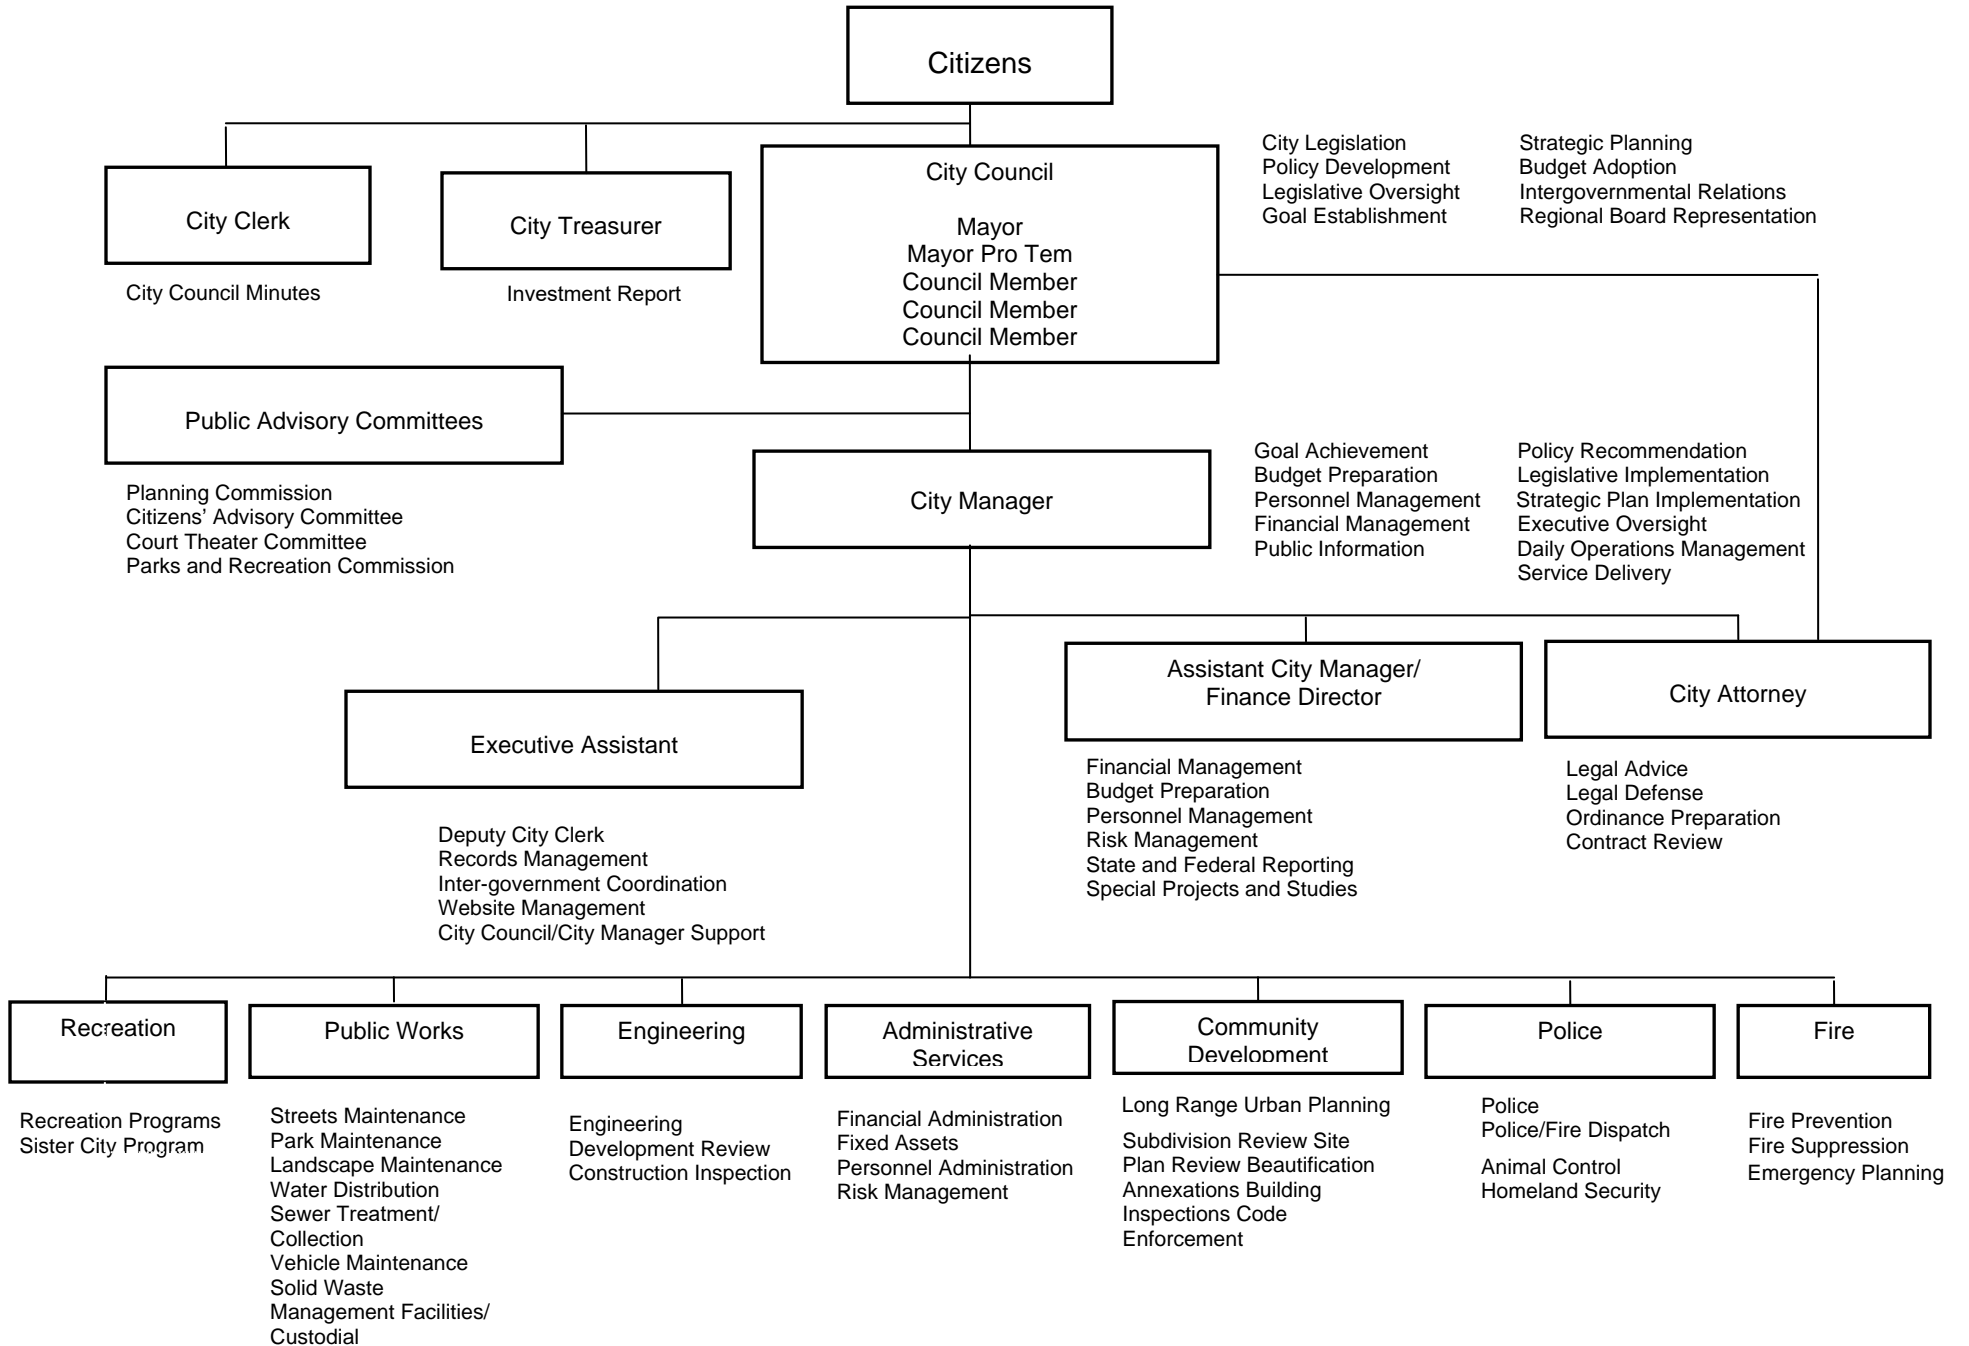 Citizens
City Clerk
City Council Minutes
City Treasurer
Investment Report
City Council
Mayor
Mayor Pro Tem
Council Member
Council Member
Council Member
City Legislation
Policy Development
Legislative Oversight
Goal Establishment
Strategic Planning
Budget Adoption
Intergovernmental Relations
Regional Board Representation
Public Advisory Committees
Planning Commission
Citizens’ Advisory Committee
Court Theater Committee
Parks and Recreation Commission
City Manager
Goal Achievement
Budget Preparation
Personnel Management
Financial Management
Public Information
Policy Recommendation
Legislative Implementation
Strategic Plan Implementation
Executive Oversight
Daily Operations Management
Service Delivery
Executive Assistant
Deputy City Clerk
Records Management
Inter-government Coordination
Website Management
City Council/City Manager Support
Assistant City Manager/
Finance Director
Financial Management
Budget Preparation
Personnel Management
Risk Management
State and Federal Reporting
Special Projects and Studies
City Attorney
Legal Advice
Legal Defense
Ordinance Preparation
Contract Review
Recreation
Recreation Programs
Sister City Program
Public Works
Streets Maintenance
Park Maintenance
Landscape Maintenance
Water Distribution
Sewer Treatment/
Collection
Vehicle Maintenance
Solid Waste
Management Facilities/
Custodial
Engineering
Engineering
Development Review
Construction Inspection
Administrative
Services
Financial Administration
Fixed Assets
Personnel Administration
Risk Management
Community
Development
Long Range Urban Planning
Subdivision Review Site
Plan Review Beautification
Annexations Building
Inspections Code
Enforcement
Police
Police
Police/Fire Dispatch
Animal Control
Homeland Security
Fire
Fire Prevention
Fire Suppression
Emergency Planning